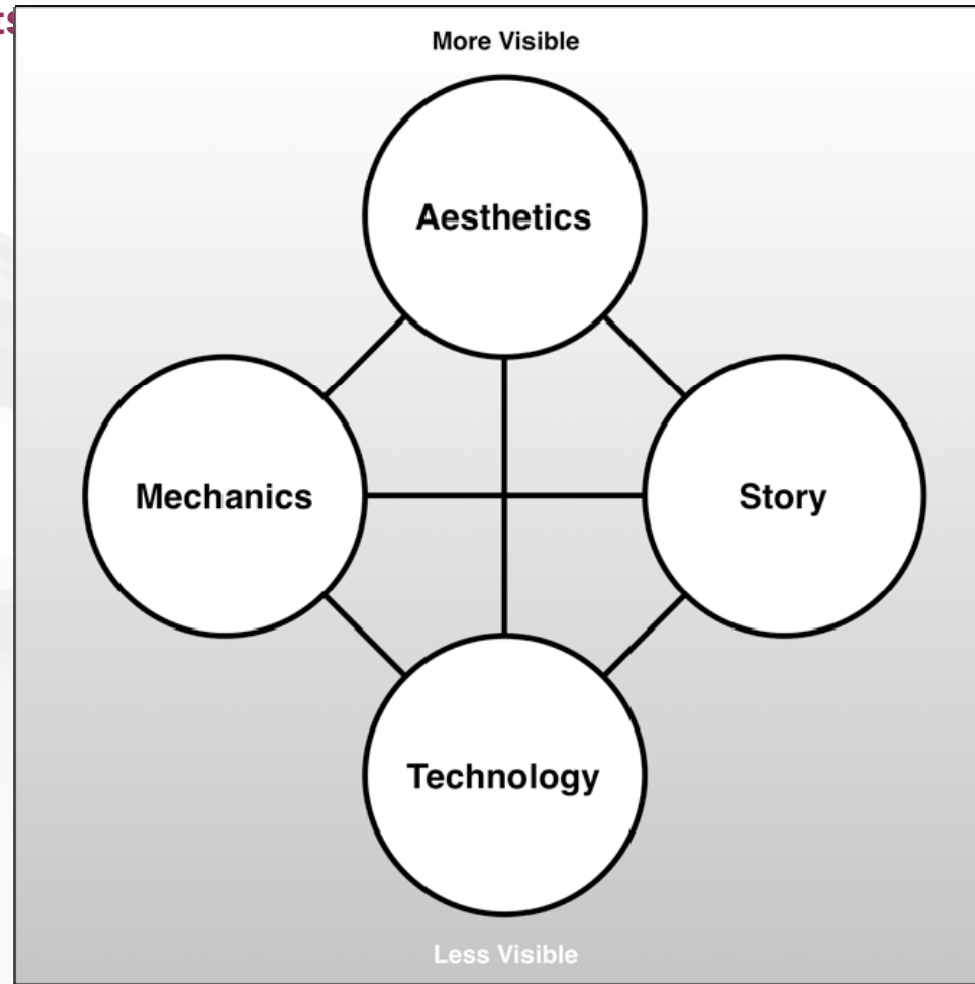 More Visible
Aesthetics
Mechanics
Story
Technology
Less Visible